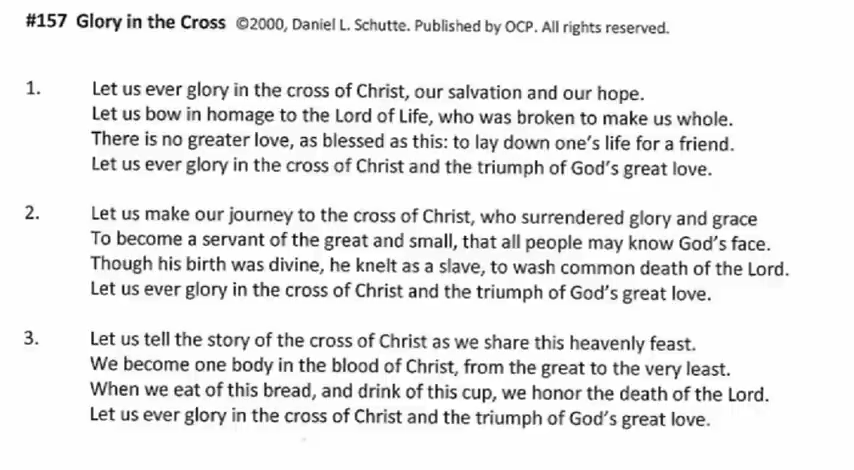 #157 Glory in the Cross ©2000, Daniel L. Schutte. Published by OCP. All rights reserved.
1. Let us ever glory in the cross of Christ, our salvation and our hope.
Let us bow in homage to the Lord of Life, who was broken to make us whole.
There is no greater love, as blessed as this: to lay down one's life for a friend.
Let us ever glory in the cross of Christ and the triumph of God's great love.
2. Let us make our journey to the cross of Christ, who surrendered glory and grace
To become a servant of the great and small, that all people may know God's face.
Though his birth was divine, he knelt as a slave, to wash common death of the Lord.
Let us ever glory in the cross of Christ and the triumph of God's great love.
3. Let us tell the story of the cross of Christ as we share this heavenly feast.
We become one body in the blood of Christ, from the great to the very least.
When we eat of this bread, and drink of this cup, we honor the death of the Lord.
Let us ever glory in the cross of Christ and the triumph of God's great love.